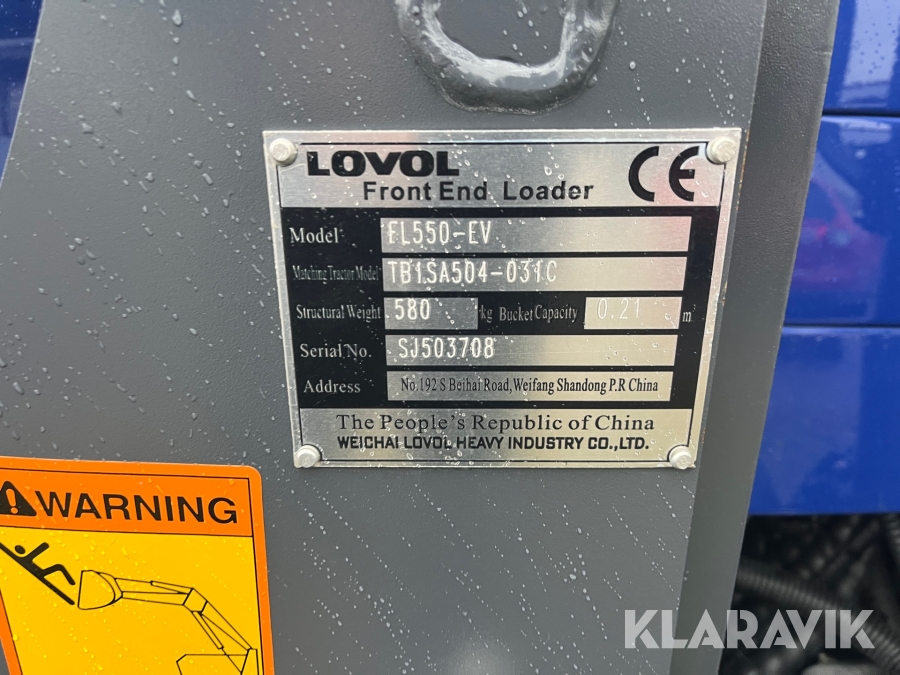 LOVOL
Front End Loader CE
Model FL550-EV
Matching Tractor Model TB1SA504-031C
Structural Weight 580 kg Bucket Capacity 0.21 m³
Serial No. SJ503708
Address No.192 S Beihai Road,Weifang Shandong P.R China
The People's Republic of China
WEICHAI LOVOL HEAVY INDUSTRY CO.,LTD.
WARNING
KLARAVIK